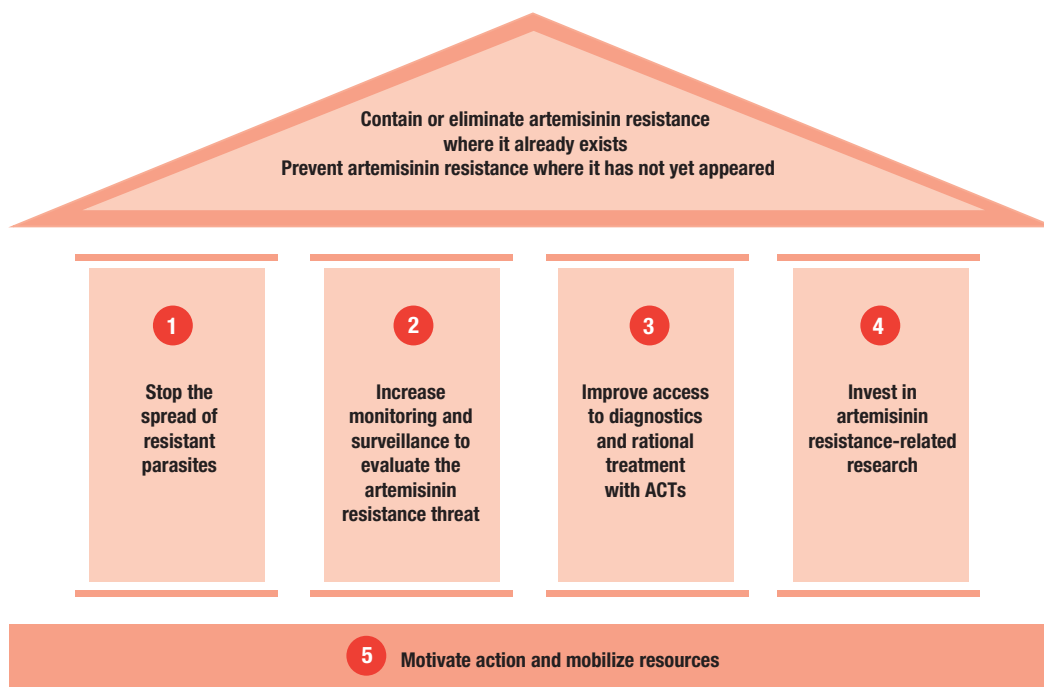 Contain or eliminate artemisinin resistance
where it already exists
Prevent artemisinin resistance where it has not yet appeared
1
Stop the
spread of
resistant
parasites
2
Increase
monitoring and
surveillance to
evaluate the
artemisinin
resistance threat
3
Improve access
to diagnostics
and rational
treatment
with ACTs
4
Invest in
artemisinin
resistance-related
research
5 Motivate action and mobilize resources